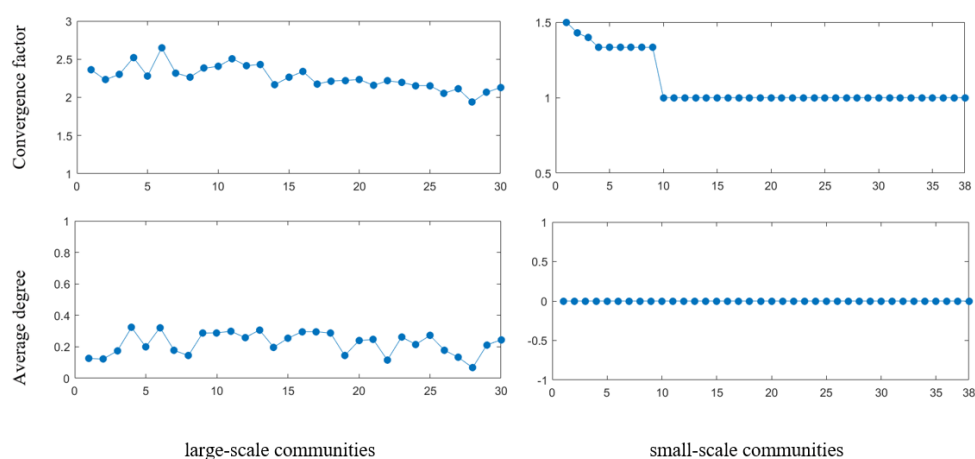 Convergence factor
3
2.5
2
1.5
1
0 5 10 15 20 25 30
1.5
1
0.5
0 5 10 15 20 25 30 35 38
Average degree
1
0.8
0.6
0.4
0.2
0
0 5 10 15 20 25 30
1
0.5
0
-0.5
-1
0 5 10 15 20 25 30 35 38
large-scale communities
small-scale communities